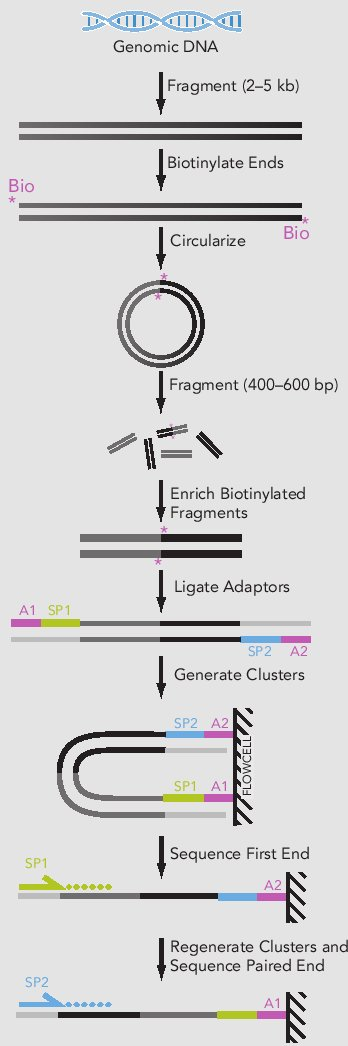 Genomic DNA
Fragment (2–5 kb)
Biotinylate Ends
Bio
*
*
Bio
Circularize
*
*
Fragment (400–600 bp)
Enrich Biotinylated
Fragments
*
*
Ligate Adaptors
A1 SP1
SP2 A2
Generate Clusters
SP2 A2
FLOWCELL
SP1 A1
Sequence First End
SP1
A2
Regenerate Clusters and
Sequence Paired End
SP2
A1